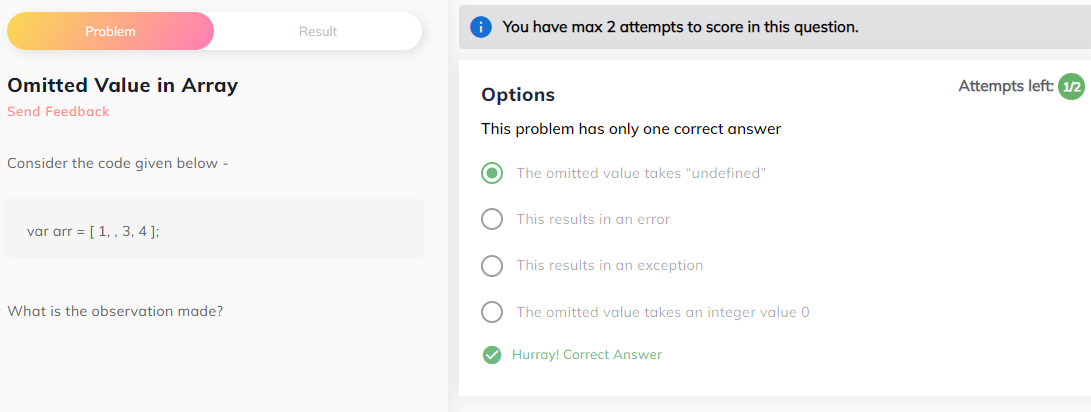 Problem
Result
Omitted Value in Array
Send Feedback
Consider the code given below -
var arr = [ 1, , 3, 4 ];
What is the observation made?
i You have max 2 attempts to score in this question.
Attempts left: 1/2
Options
This problem has only one correct answer
The omitted value takes “undefined”
This results in an error
This results in an exception
The omitted value takes an integer value 0
Hurray! Correct Answer